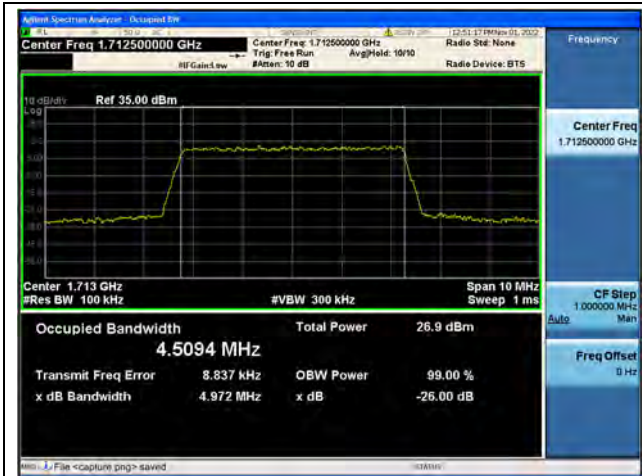 Agilent Spectrum Analyzer - Occupied BW
12:51:17 PM Nov 01, 2022
Center Freq 1.712500000 GHz
Center Freq: 1.712500000 GHz
Radio Std: None
Frequency
Trig: Free Run
Avg|Hold: 10/10
#IFGain:Low
#Atten: 10 dB
Radio Device: BTS
10 dB/div
Ref 35.00 dBm
Log
Center Freq
1.712500000 GHz
Center 1.713 GHz
Span 10 MHz
#Res BW 100 kHz
#VBW 300 kHz
Sweep 1 ms
CF Step
1.000000 MHz
Auto
Man
Occupied Bandwidth
Total Power
26.9 dBm
4.5094 MHz
Freq Offset
0 Hz
Transmit Freq Error
8.837 kHz
OBW Power
99.00 %
x dB Bandwidth
4.972 MHz
x dB
-26.00 dB
MSG
File <capture.png> saved
STATUS